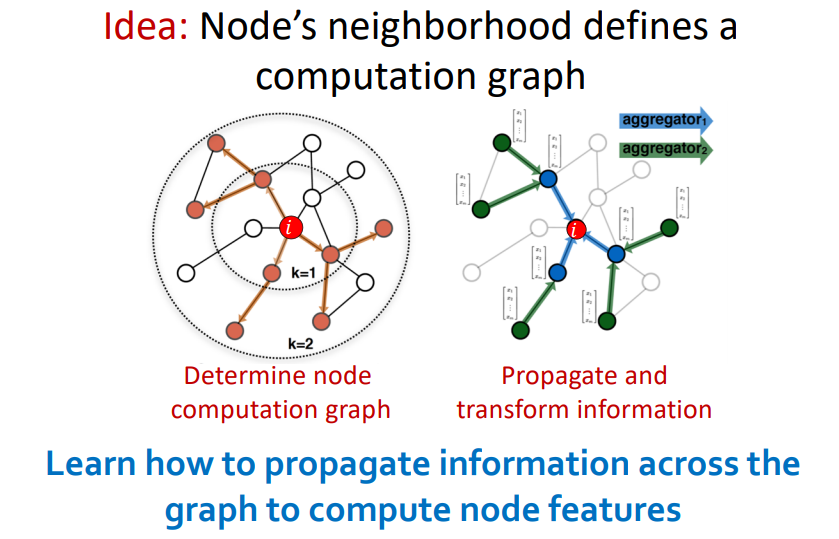 Idea: Node's neighborhood defines a
computation graph
i
k=1
k=2
Determine node
computation graph
aggregator₁
aggregator₂
i
Propagate and
transform information
Learn how to propagate information across the
graph to compute node features